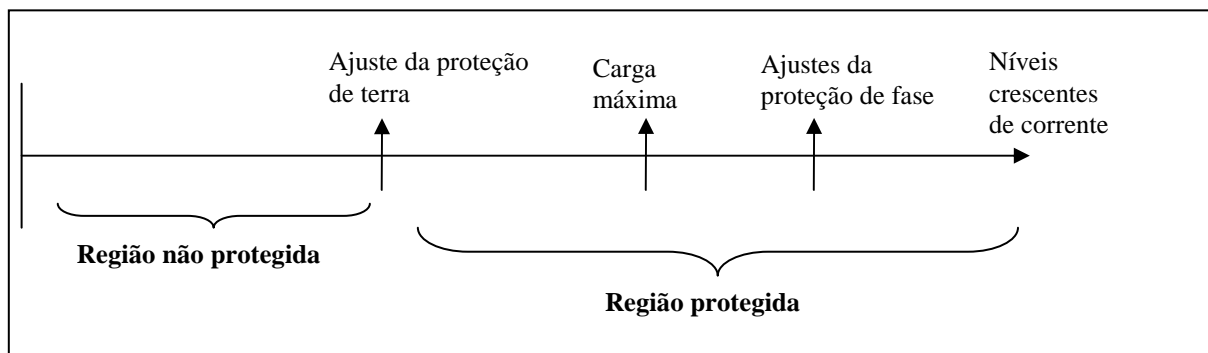 Ajuste da proteção
de terra
Carga
máxima
Ajustes da
proteção de fase
Níveis
crescentes
de corrente
Região não protegida
Região protegida